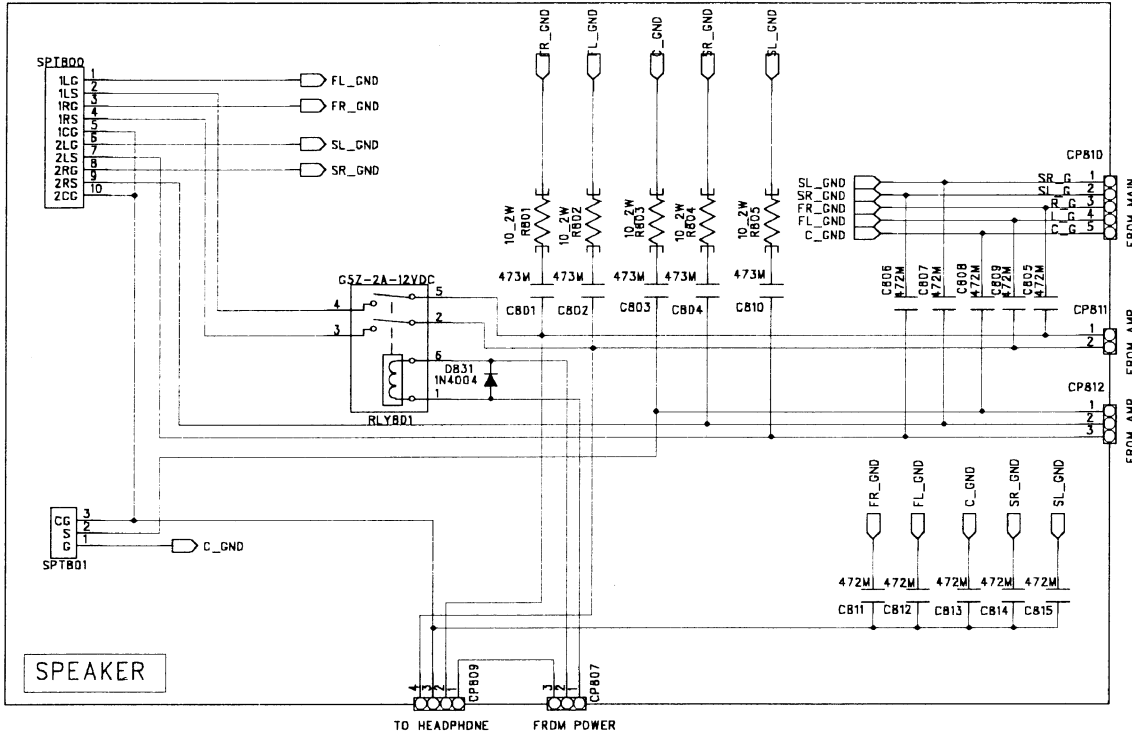 FR_GND
FL_GND
C_GND
SR_GND
SL_GND
SPT800
1LG 1
1LS 2
1RG 3
1RS 4
1CG 5
2LG 6
2LS 7
2RG 8
2RS 9
2CG 10
FL_GND
FR_GND
SL_GND
SR_GND
10_2W R801
10_2W R802
10_2W R803
10_2W R804
10_2W R805
473M 473M 473M 473M 473M
C801 C802 C803 C804 C810
CP810
SL_GND SR_G 1
SR_GND SL_G 2
FR_GND R_G 3
FL_GND L_G 4
C_GND C_G 5
FROM MAIN
C806 472M
C807 472M
C808 472M
C809 472M
C805 472M
G5Z-2A-12VDC
4 5
3 2
6
1
D831
1N4004
RLY801
CP811
1
2
FROM AMP
CP812
1
2
3
FROM AMP
FR_GND
FL_GND
C_GND
SR_GND
SL_GND
CG 3
S 2
G 1
C_GND
SPT801
472M 472M 472M 472M 472M
C811 C812 C813 C814 C815
SPEAKER
4 3 2 1 CP809
3 2 1 CP807
TO HEADPHONE
FROM POWER